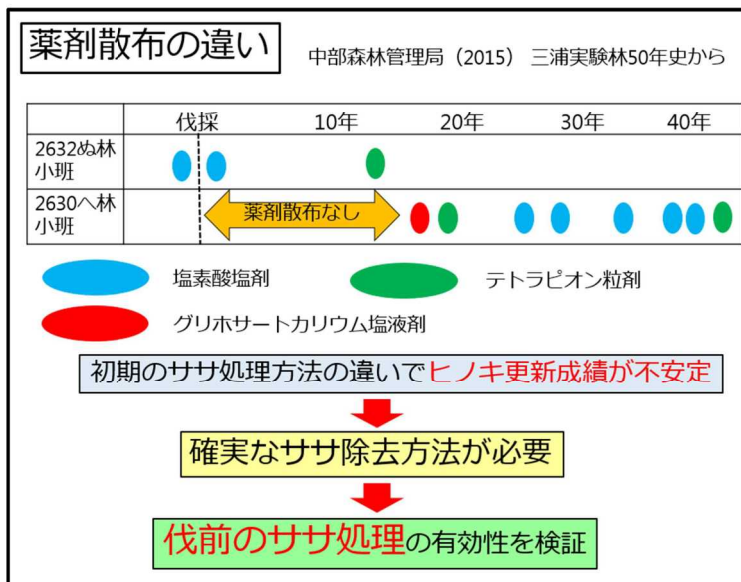 薬剤散布の違い
中部森林管理局（2015） 三浦実験林50年史から
伐採 10年 20年 30年 40年
2632ぬ林
小班
2630へ林
小班
薬剤散布なし
塩素酸塩剤
テトラピオン粒剤
グリホサートカリウム塩液剤
初期のササ処理方法の違いでヒノキ更新成績が不安定
確実なササ除去方法が必要
伐前のササ処理の有効性を検証